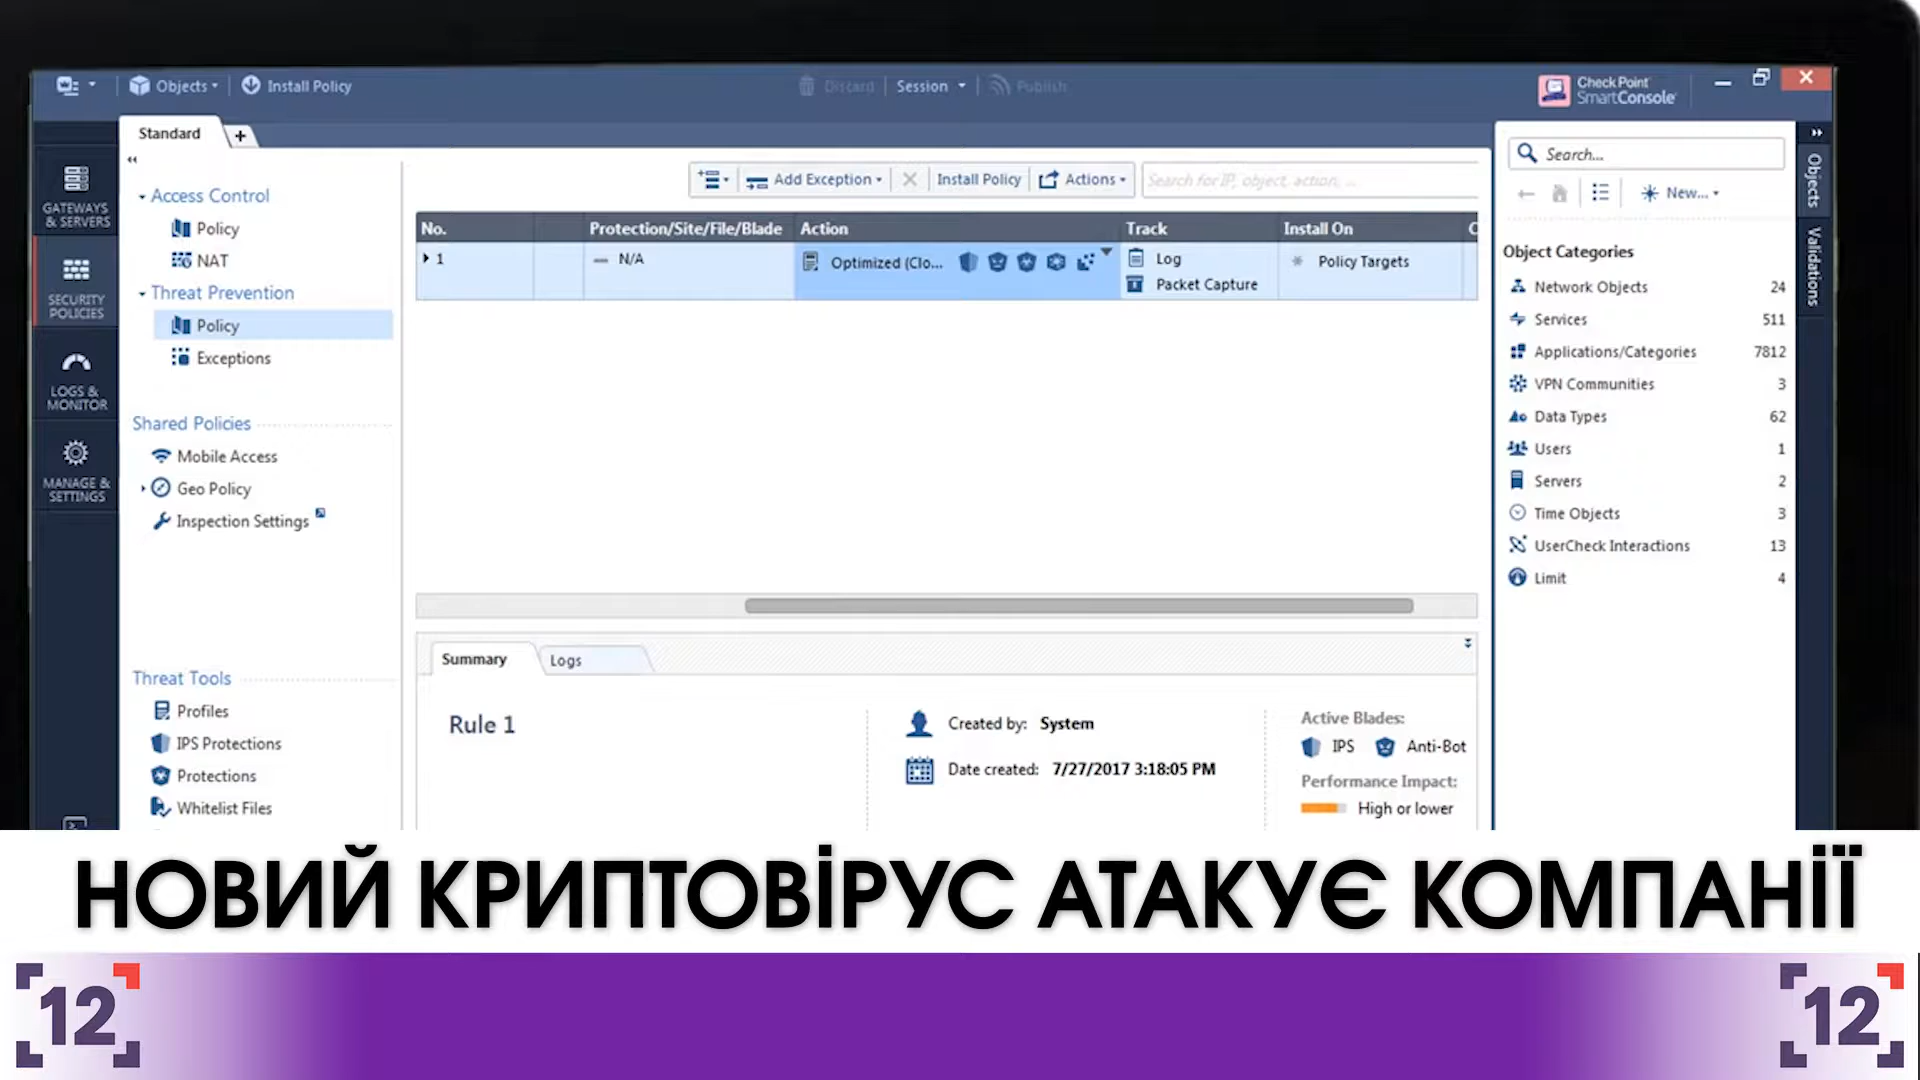 Objects
Install Policy
Discard
Session
Publish
Check Point
SmartConsole
Standard
+
GATEWAYS
& SERVERS
SECURITY
POLICIES
LOGS &
MONITOR
MANAGE &
SETTINGS
Access Control
Policy
NAT
Threat Prevention
Policy
Exceptions
Shared Policies
Mobile Access
Geo Policy
Inspection Settings
Threat Tools
Profiles
IPS Protections
Protections
Whitelist Files
Add Exception
Install Policy
Actions
Search for IP, object, action, ...
No. Protection/Site/File/Blade Action Track Install On C
1 N/A Optimized (Clo... Log Policy Targets
Packet Capture
Summary
Logs
Rule 1
Created by: System
Date created: 7/27/2017 3:18:05 PM
Active Blades:
IPS Anti-Bot
Performance Impact:
High or lower
Search...
New...
Object Categories
Network Objects 24
Services 511
Applications/Categories 7812
VPN Communities 3
Data Types 62
Users 1
Servers 2
Time Objects 3
UserCheck Interactions 13
Limit 4
Objects
Validations
НОВИЙ КРИПТОВІРУС АТАКУЄ КОМПАНІЇ
12
12